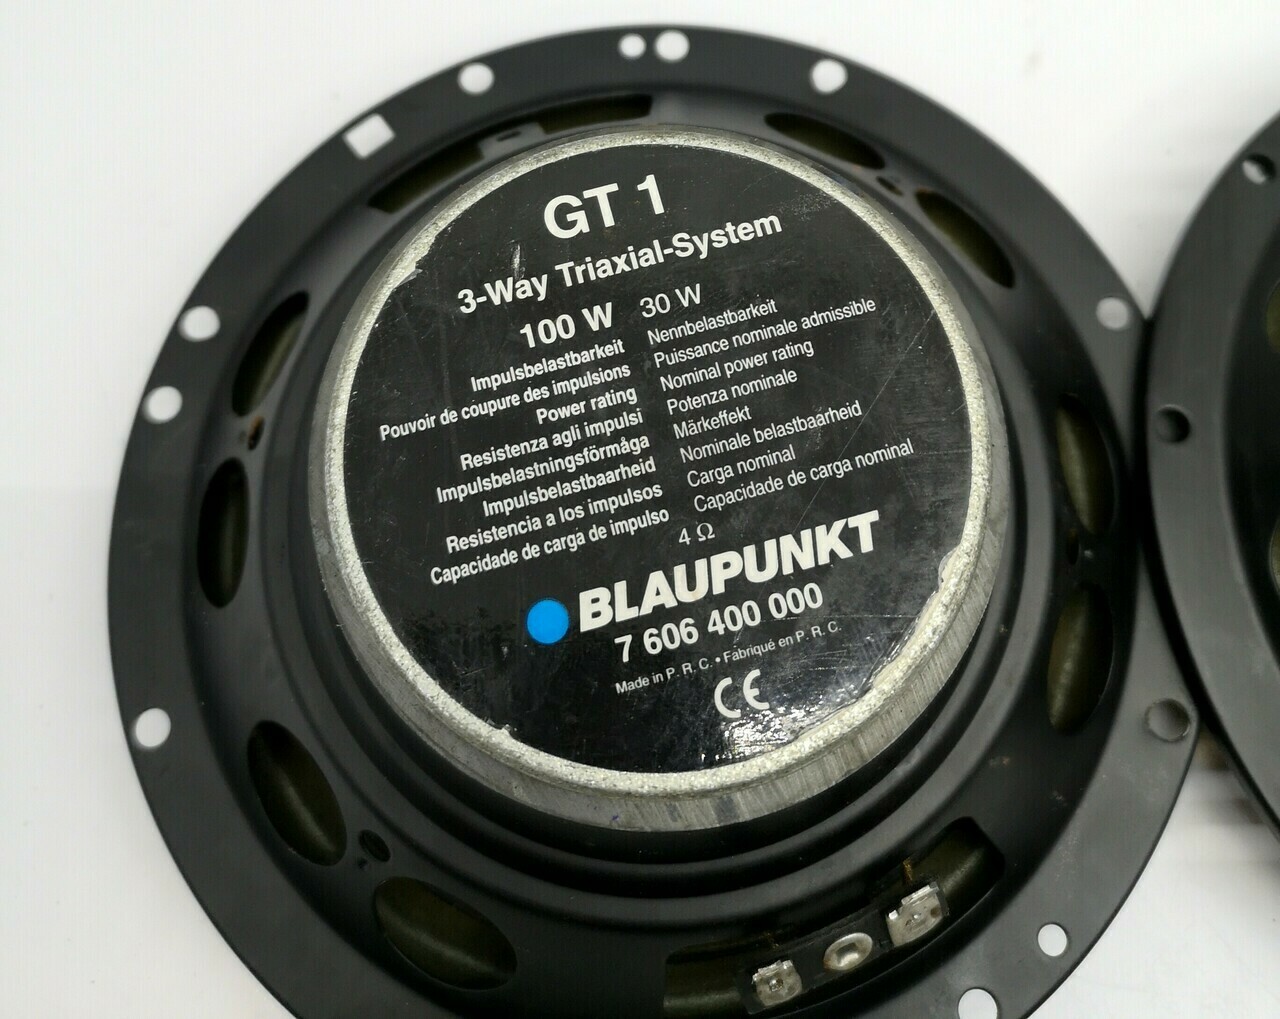 GT 1
3-Way Triaxial-System
100 W 30 W
Impulsbelastbarkeit Nennbelastbarkeit
Pouvoir de coupure des impulsions Puissance nominale admissible
Power rating Nominal power rating
Resistenza agli impulsi Potenza nominale
Impulsbelastningsförmåga Märkeffekt
Impulsbelastbaarheid Nominale belastbaarheid
Resistencia a los impulsos Carga nominal
Capacidade de carga de impulso Capacidade de carga nominal
4 Ω
BLAUPUNKT
7 606 400 000
Made in P. R. C. • Fabriqué en P. R. C.
CE